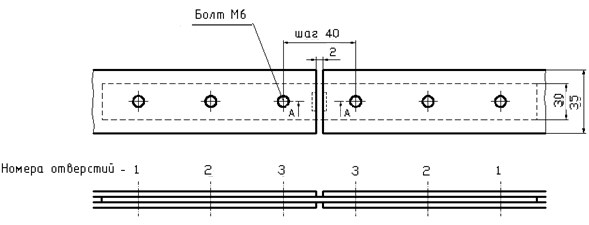 Болт М6
шаг 40
2
А А
30
35
Номера отверстий - 1 2 3 3 2 1